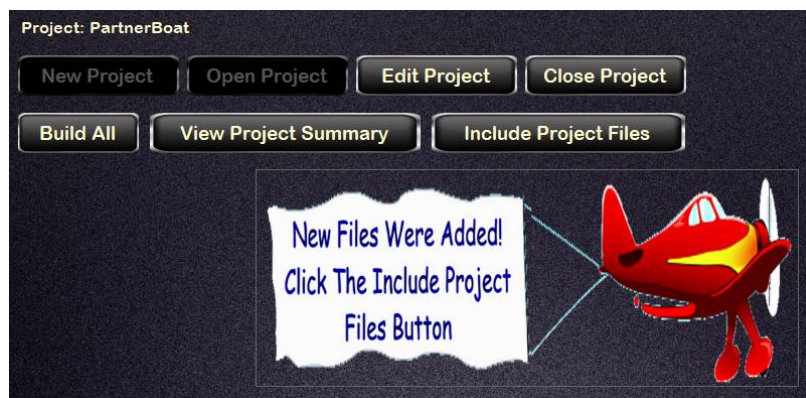 Project: PartnerBoat
New Project Open Project Edit Project Close Project
Build All View Project Summary Include Project Files
New Files Were Added!
Click The Include Project
Files Button